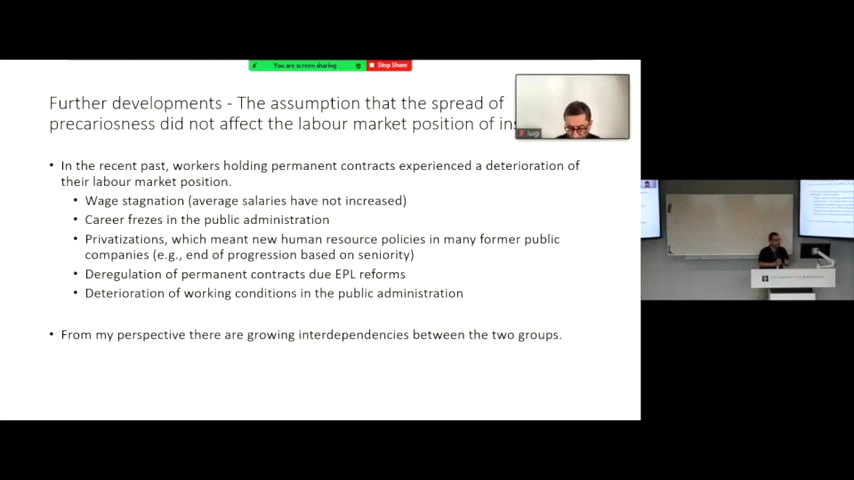 You are screen sharing
Stop Share
Further developments - The assumption that the spread of
precariosness did not affect the labour market position of ins
luigi
• In the recent past, workers holding permanent contracts experienced a deterioration of
their labour market position.
• Wage stagnation (average salaries have not increased)
• Career frezes in the public administration
• Privatizations, which meant new human resource policies in many former public
companies (e.g., end of progression based on seniority)
• Deregulation of permanent contracts due EPL reforms
• Deterioration of working conditions in the public administration
• From my perspective there are growing interdependencies between the two groups.